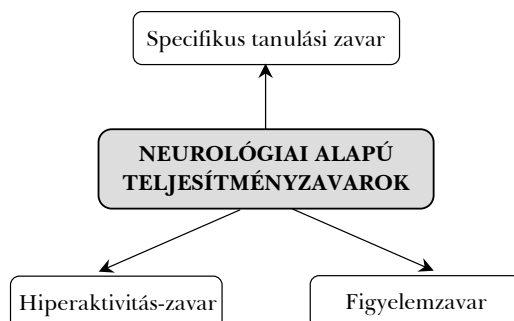 Specifikus tanulási zavar
NEUROLÓGIAI ALAPÚ
TELJESÍTMÉNYZAVAROK
Hiperaktivitás-zavar
Figyelemzavar